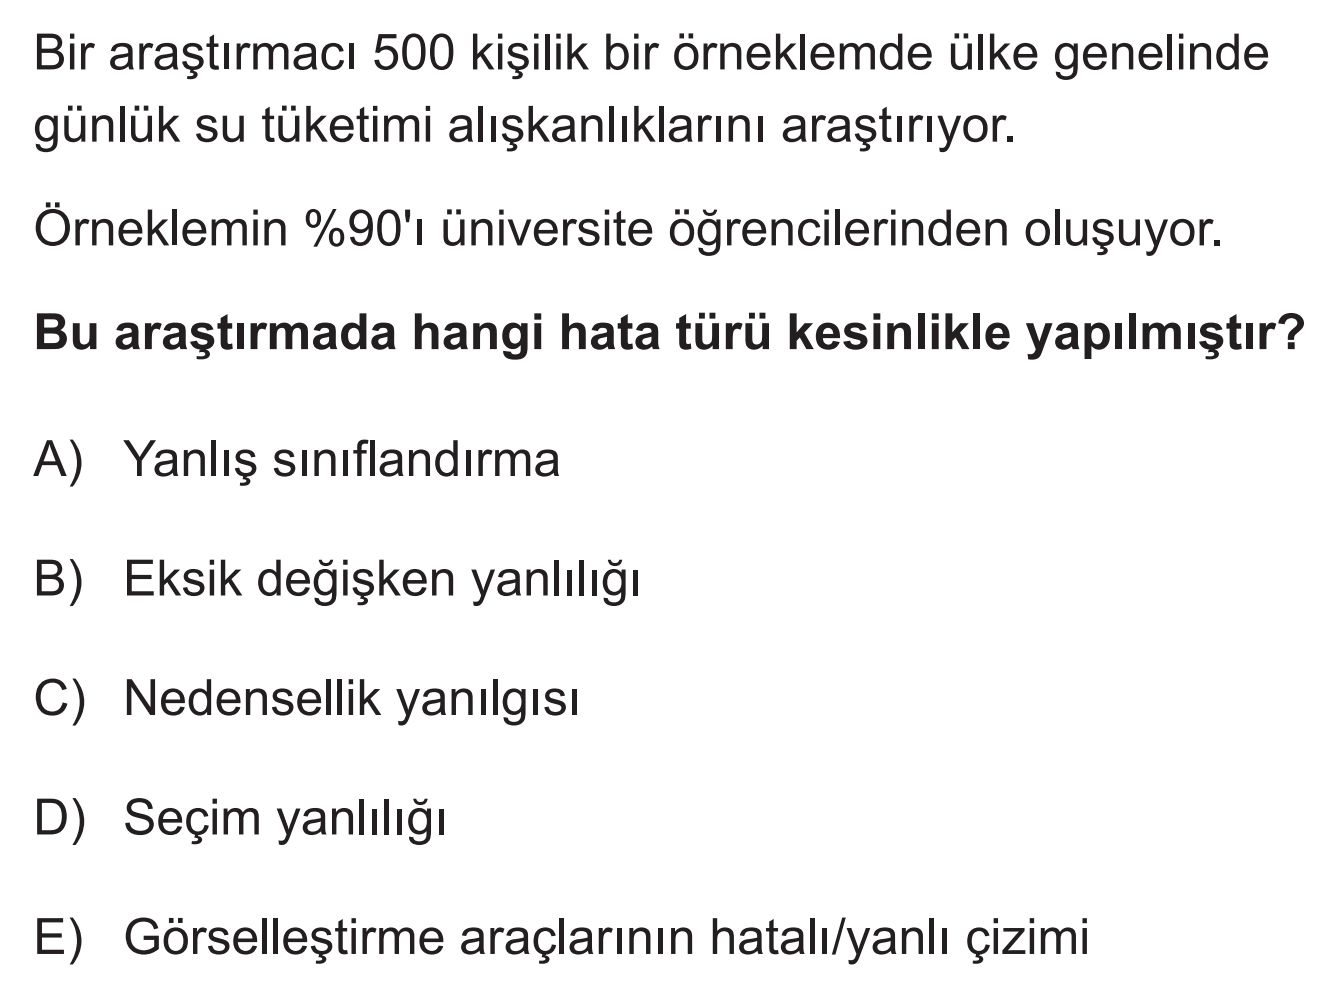 Bir araştırmacı 500 kişilik bir örneklemde ülke genelinde
günlük su tüketimi alışkanlıklarını araştırıyor.
Örneklemin %90'ı üniversite öğrencilerinden oluşuyor.
Bu araştırmada hangi hata türü kesinlikle yapılmıştır?
A) Yanlış sınıflandırma
B) Eksik değişken yanlılığı
C) Nedensellik yanılgısı
D) Seçim yanlılığı
E) Görselleştirme araçlarının hatalı/yanlı çizimi